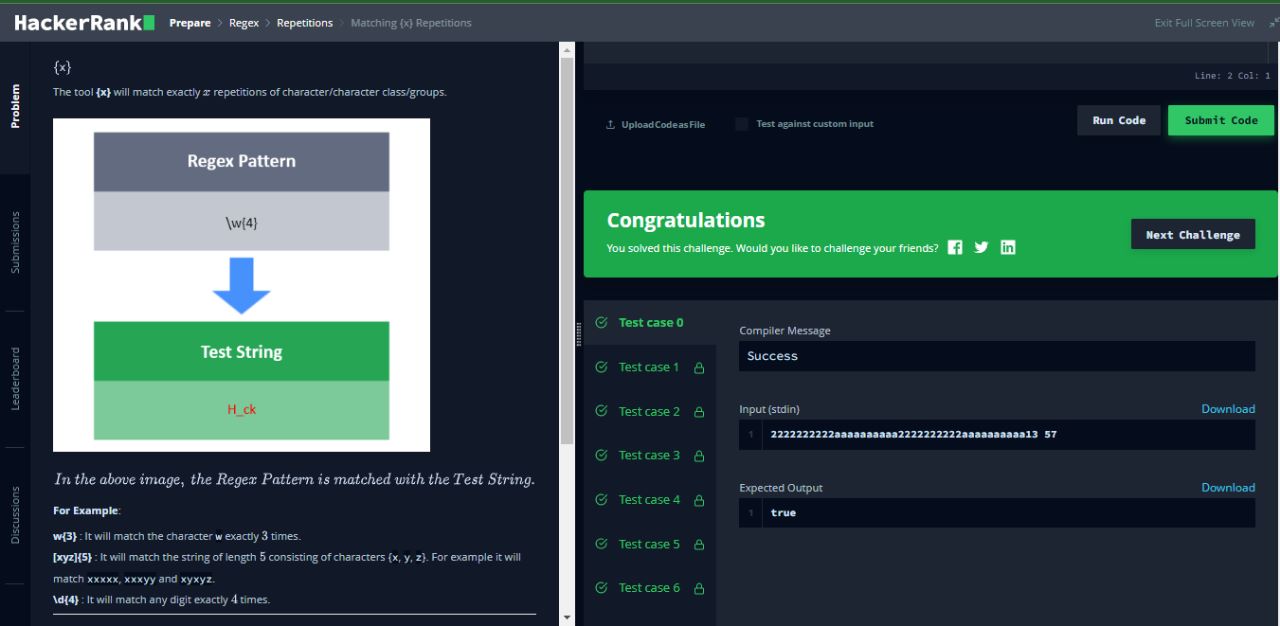 HackerRank Prepare > Regex > Repetitions > Matching {x} Repetitions Exit Full Screen View
Problem
Submissions
Leaderboard
Discussions
{x}
The tool {x} will match exactly x repetitions of character/character class/groups.
Regex Pattern
\w{4}
Test String
H_ck
In the above image, the Regex Pattern is matched with the Test String.
For Example:
w{3} : It will match the character w exactly 3 times.
[xyz]{5} : It will match the string of length 5 consisting of characters {x, y, z}. For example it will
match xxxxx, xxxyy and xyxyz.
\d{4} : It will match any digit exactly 4 times.
Line: 2 Col: 1
Upload Code as File Test against custom input Run Code Submit Code
Congratulations
You solved this challenge. Would you like to challenge your friends?
Next Challenge
Test case 0
Test case 1
Test case 2
Test case 3
Test case 4
Test case 5
Test case 6
Compiler Message
Success
Input (stdin) Download
1 2222222222aaaaaaaaaa2222222222aaaaaaaaaa13 57
Expected Output Download
1 true